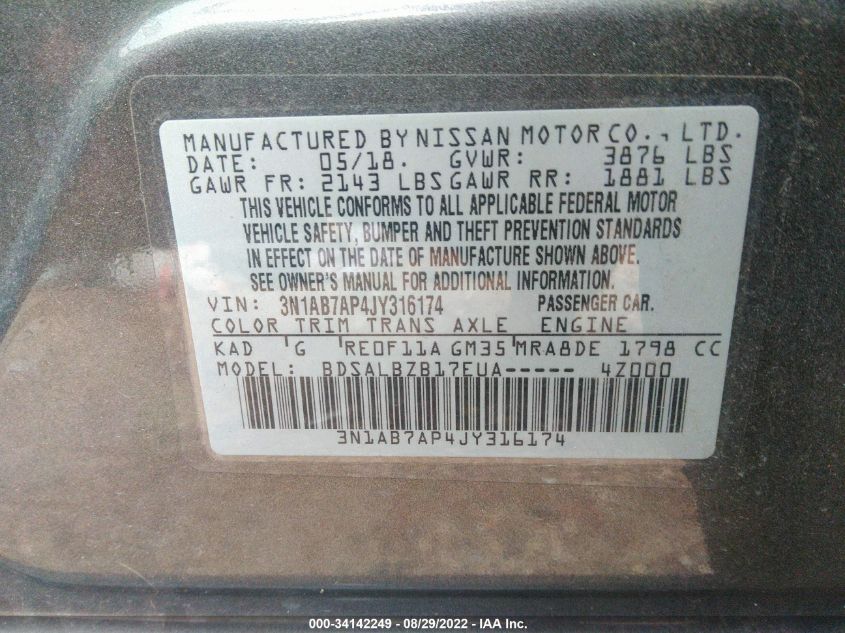 MANUFACTURED BY NISSAN MOTOR CO., LTD.
DATE: 05/18. GVWR: 3876 LBS
GAWR FR: 2143 LBS GAWR RR: 1881 LBS
THIS VEHICLE CONFORMS TO ALL APPLICABLE FEDERAL MOTOR
VEHICLE SAFETY, BUMPER AND THEFT PREVENTION STANDARDS
IN EFFECT ON THE DATE OF MANUFACTURE SHOWN ABOVE.
SEE OWNER'S MANUAL FOR ADDITIONAL INFORMATION.
VIN: 3N1AB7AP4JY316174 PASSENGER CAR.
COLOR TRIM TRANS AXLE ENGINE
KAD G RE0F11A GM35 MRA8DE 1798 CC
MODEL: BDSALBZB17EUA----- 4Z000
3N1AB7AP4JY316174
000-34142249 - 08/29/2022 - IAA Inc.